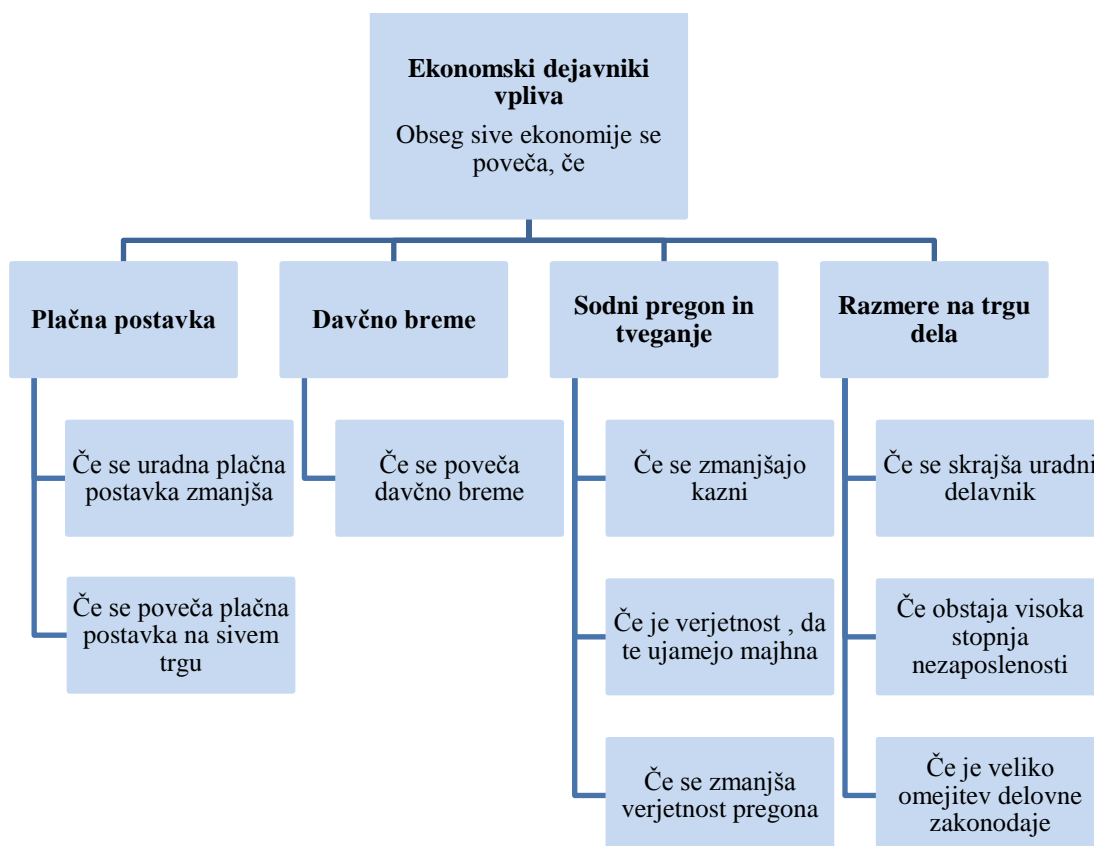 Ekonomski dejavniki
vpliva
Obseg sive ekonomije se
poveča, če
Plačna postavka
Davčno breme
Sodni pregon in
tveganje
Razmere na trgu
dela
Če se uradna plačna
postavka zmanjša
Če se poveča plačna
postavka na sivem
trgu
Če se poveča
davčno breme
Če se zmanjšajo
kazni
Če je verjetnost , da
te ujamejo majhna
Če se zmanjša
verjetnost pregona
Če se skrajša uradni
delavnik
Če obstaja visoka
stopnja
nezaposlenosti
Če je veliko
omejitev delovne
zakonodaje